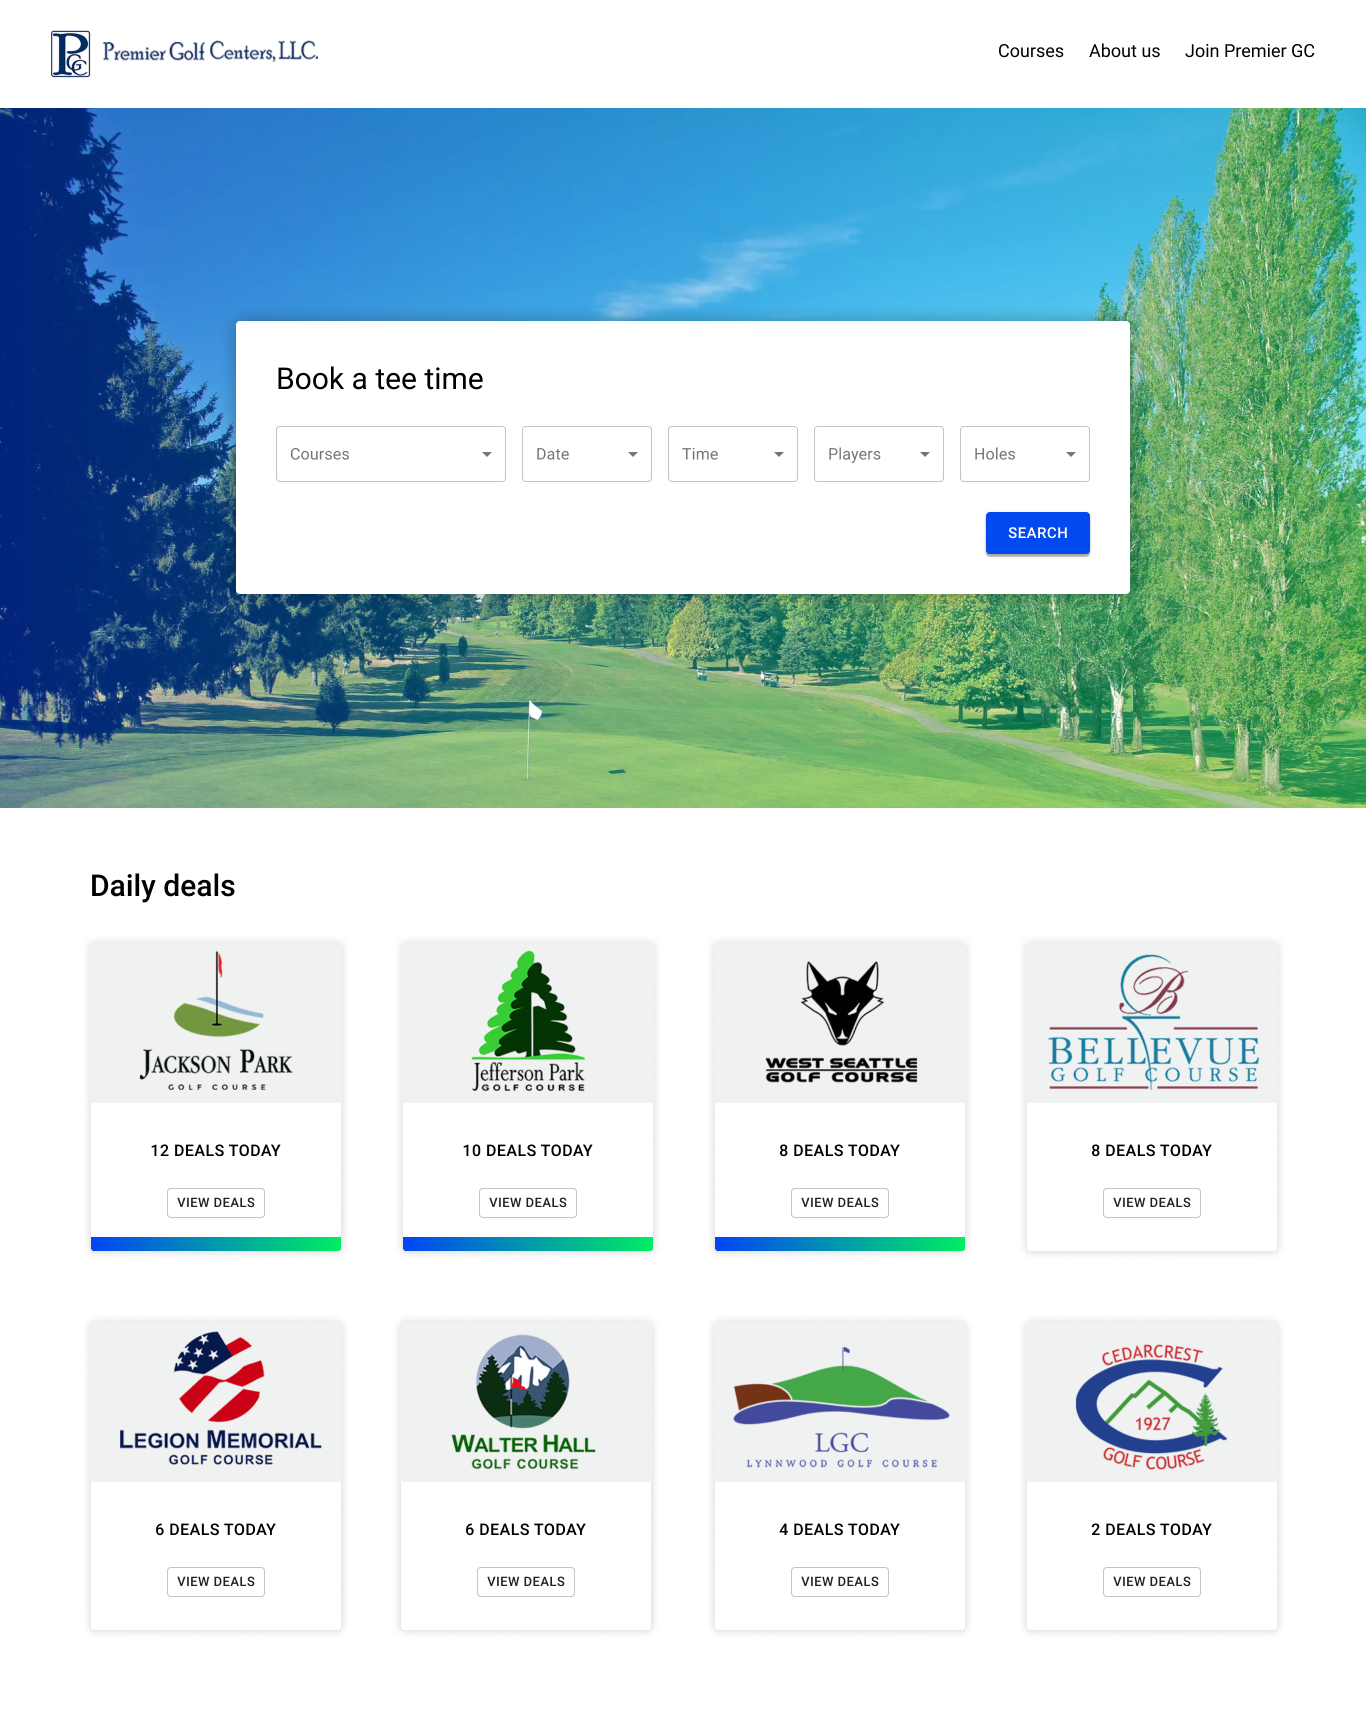 PGC Premier Golf Centers, LLC.
Courses About us Join Premier GC
Book a tee time
Courses Date Time Players Holes
SEARCH
Daily deals
JACKSON PARK
GOLF COURSE
12 DEALS TODAY
VIEW DEALS
Jefferson Park
GOLF COURSE
10 DEALS TODAY
VIEW DEALS
WEST SEATTLE
GOLF COURSE
8 DEALS TODAY
VIEW DEALS
B
BELLEVUE
GOLF COURSE
8 DEALS TODAY
VIEW DEALS
LEGION MEMORIAL
GOLF COURSE
6 DEALS TODAY
VIEW DEALS
WALTER HALL
GOLF COURSE
6 DEALS TODAY
VIEW DEALS
LGC
LYNNWOOD GOLF COURSE
4 DEALS TODAY
VIEW DEALS
CEDARCREST
1927
GOLF COURSE
2 DEALS TODAY
VIEW DEALS